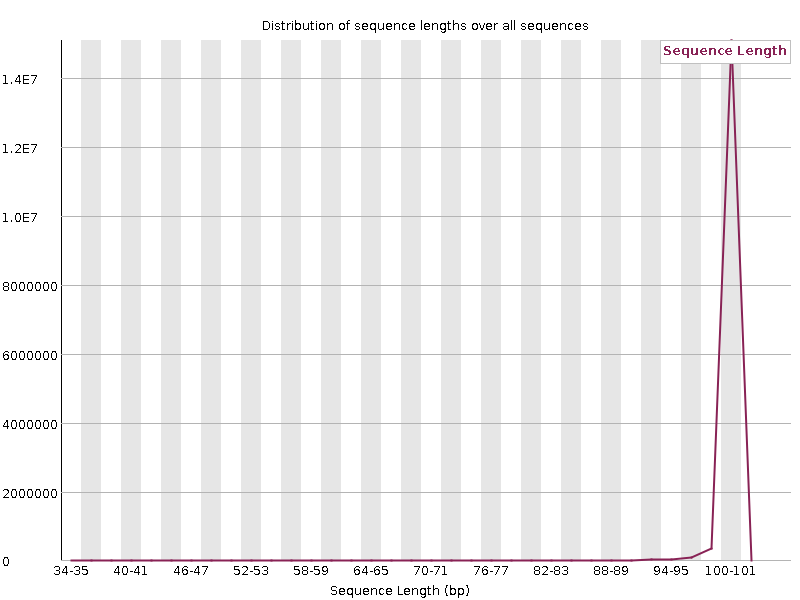 Distribution of sequence lengths over all sequences
Sequence Length
1.4E7
1.2E7
1.0E7
8000000
6000000
4000000
2000000
0
34-35 40-41 46-47 52-53 58-59 64-65 70-71 76-77 82-83 88-89 94-95 100-101
Sequence Length (bp)